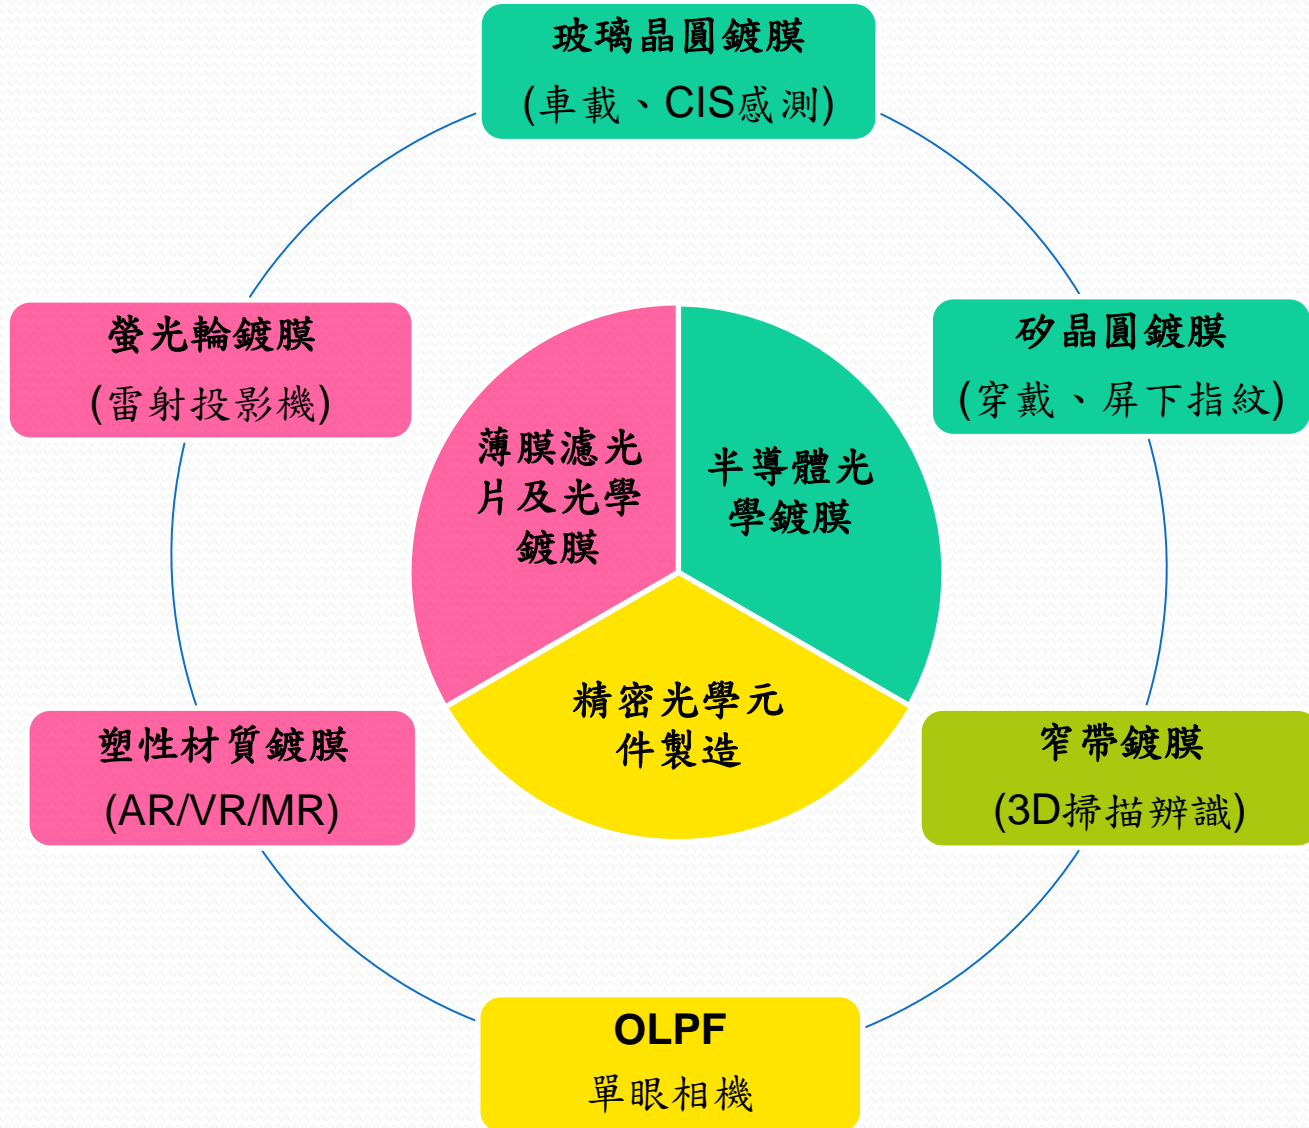 玻璃晶圓鍍膜
(車載、CIS感測)
矽晶圓鍍膜
(穿戴、屏下指紋)
窄帶鍍膜
(3D掃描辨識)
OLPF
單眼相機
塑性材質鍍膜
(AR/VR/MR)
螢光輪鍍膜
(雷射投影機)
薄膜濾光
片及光學
鍍膜
半導體光
學鍍膜
精密光學元
件製造